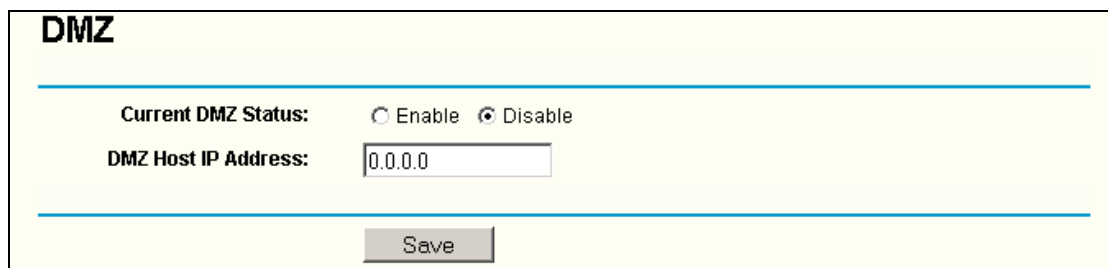 DMZ
Current DMZ Status: Enable Disable
DMZ Host IP Address: 0.0.0.0
Save